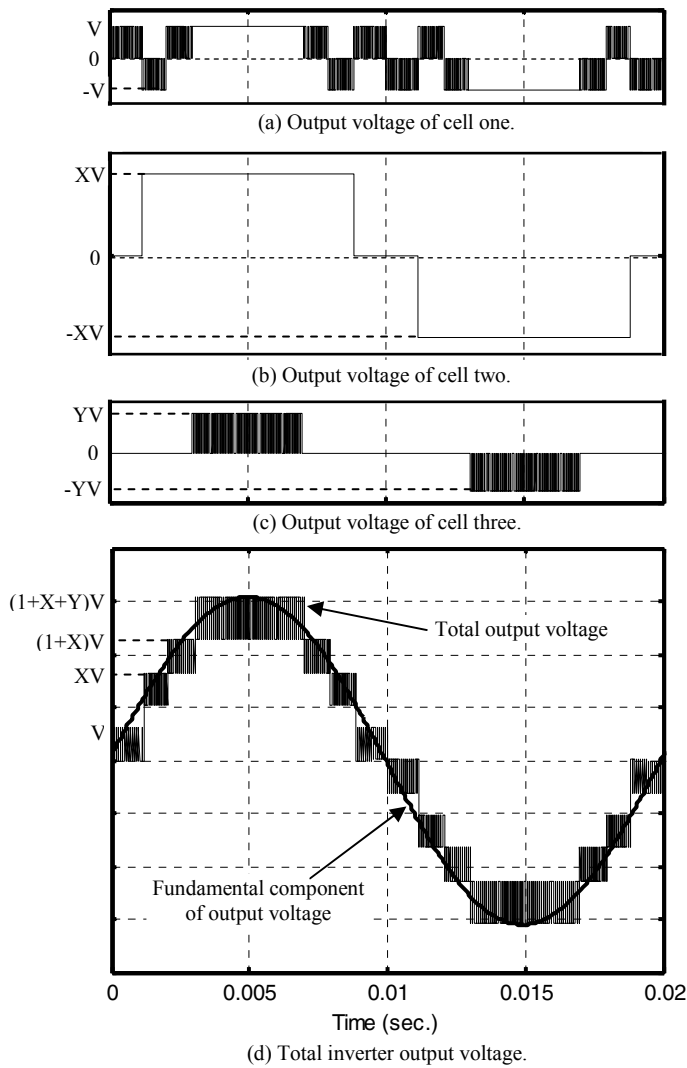 V
0
-V
(a) Output voltage of cell one.
XV
0
-XV
(b) Output voltage of cell two.
YV
0
-YV
(c) Output voltage of cell three.
(1+X+Y)V
(1+X)V
XV
V
Total output voltage
Fundamental component
of output voltage
0 0.005 0.01 0.015 0.02
Time (sec.)
(d) Total inverter output voltage.